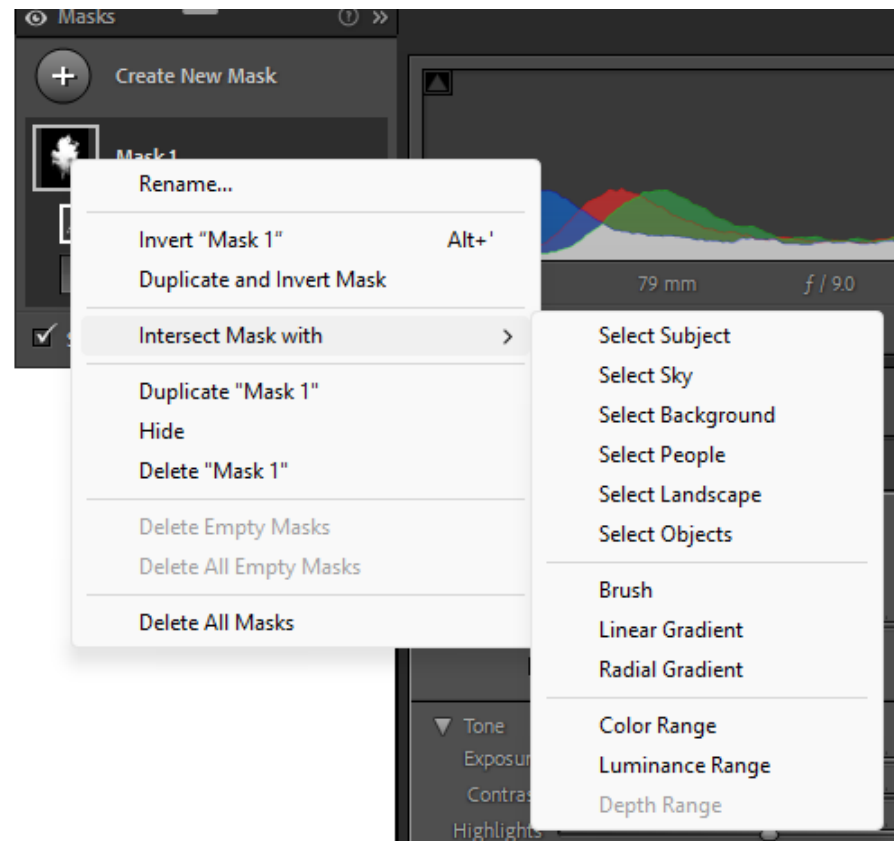 Masks
Create New Mask
Mask 1
Rename...
Invert “Mask 1” Alt+'
Duplicate and Invert Mask
Intersect Mask with
Duplicate "Mask 1"
Hide
Delete "Mask 1"
Delete Empty Masks
Delete All Empty Masks
Delete All Masks
79 mm ƒ / 9.0
Select Subject
Select Sky
Select Background
Select People
Select Landscape
Select Objects
Brush
Linear Gradient
Radial Gradient
Color Range
Luminance Range
Depth Range
Tone
Exposur
Contras
Highlights